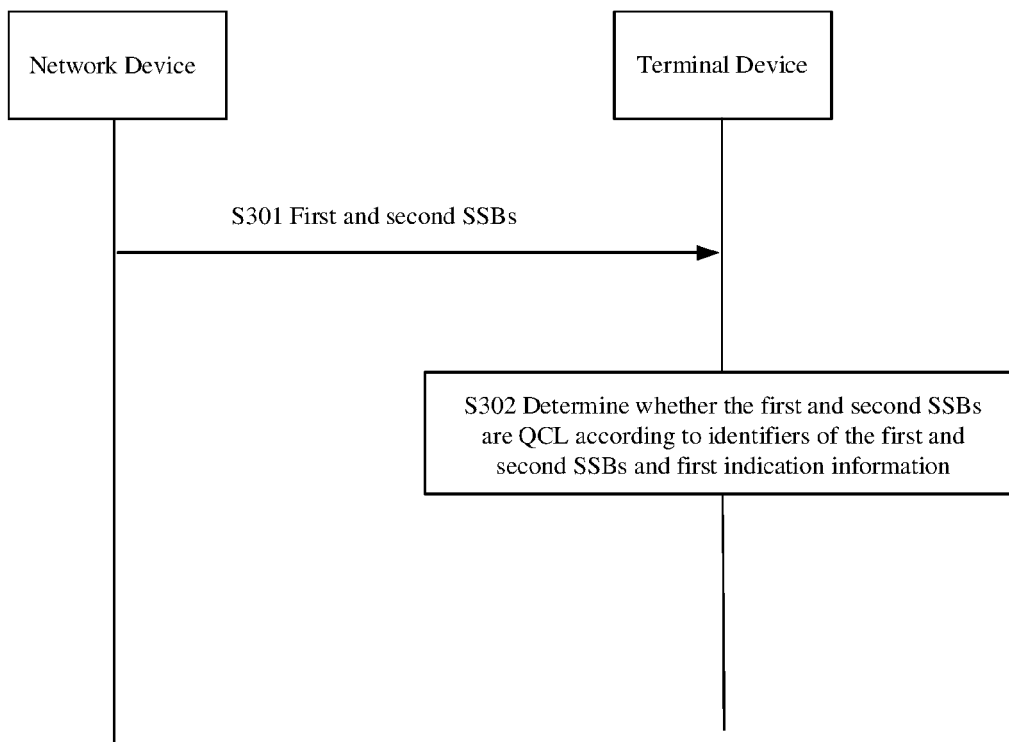 Network Device
Terminal Device
S301 First and second SSBs
S302 Determine whether the first and second SSBs
are QCL according to identifiers of the first and
second SSBs and first indication information